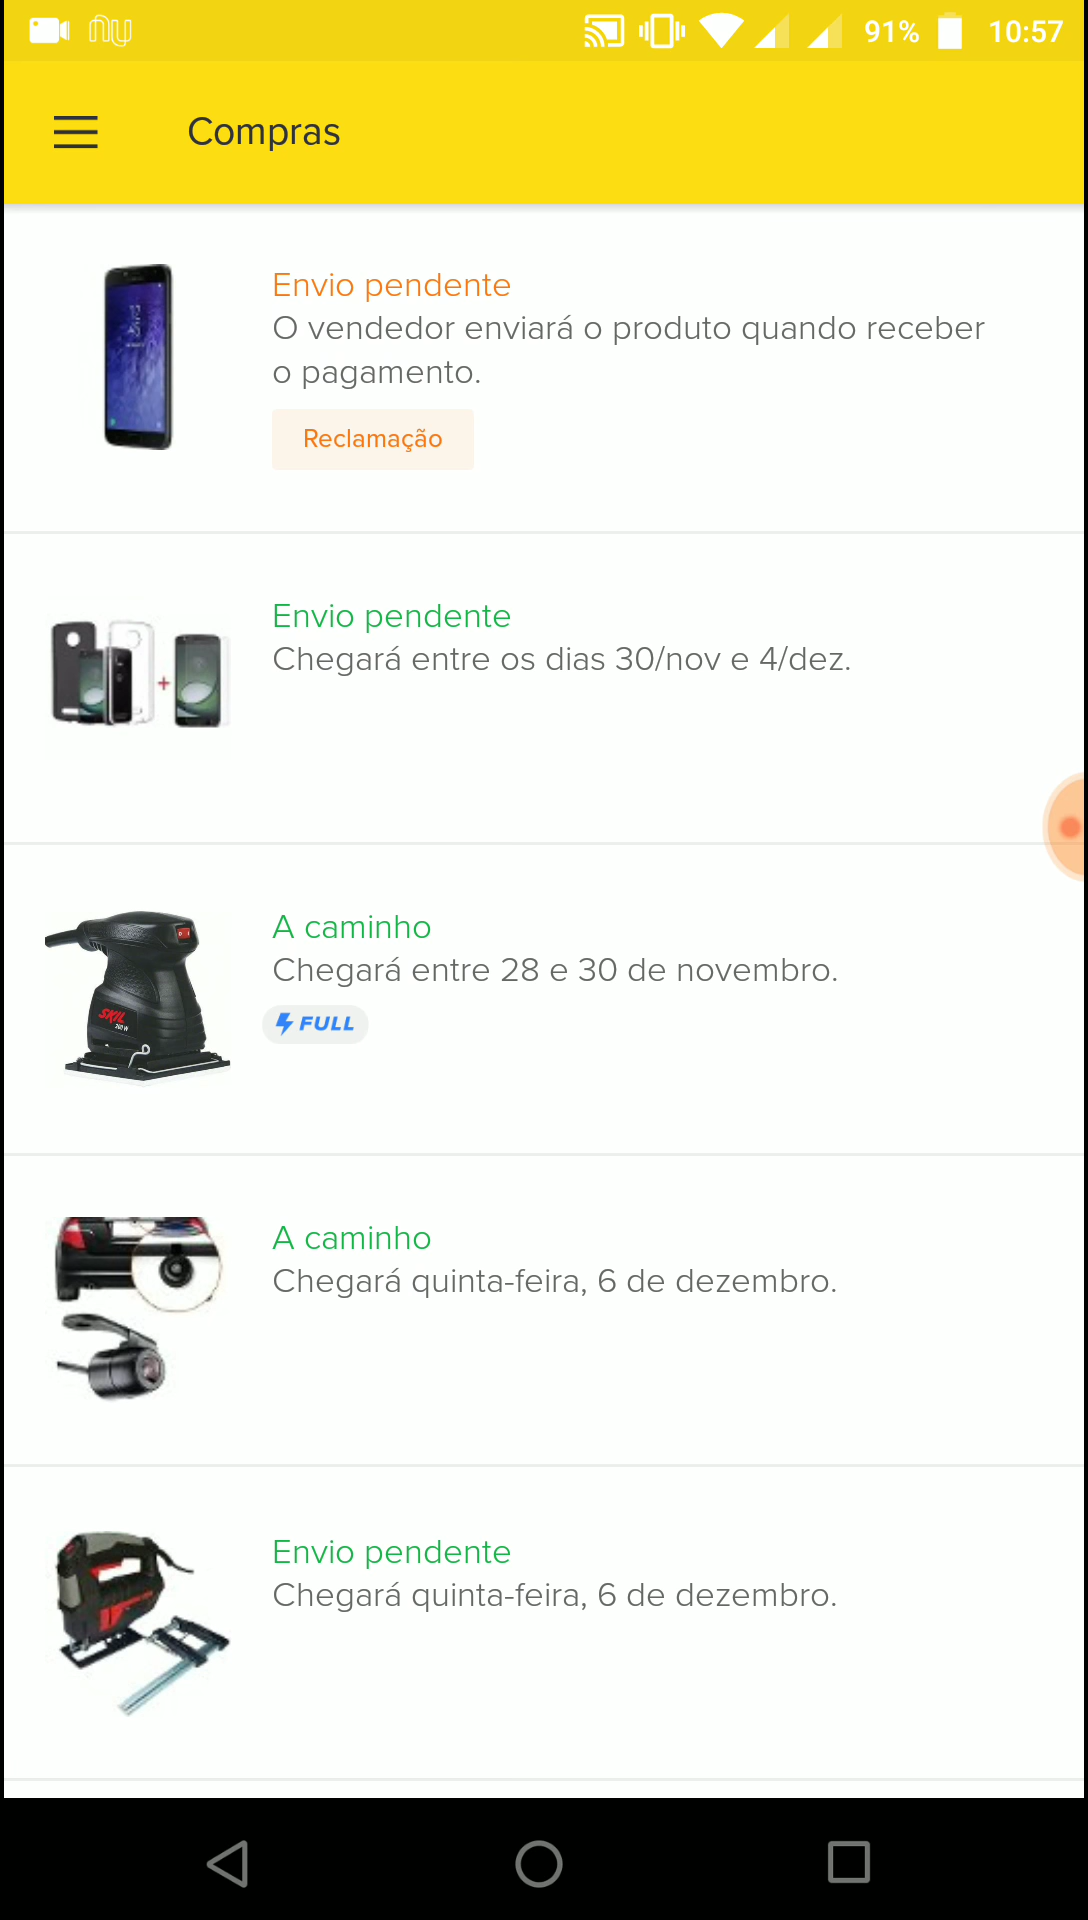 91% 10:57
Compras
Envio pendente
O vendedor enviará o produto quando receber
o pagamento.
Reclamação
Envio pendente
Chegará entre os dias 30/nov e 4/dez.
A caminho
Chegará entre 28 e 30 de novembro.
FULL
SKIL
A caminho
Chegará quinta-feira, 6 de dezembro.
Envio pendente
Chegará quinta-feira, 6 de dezembro.